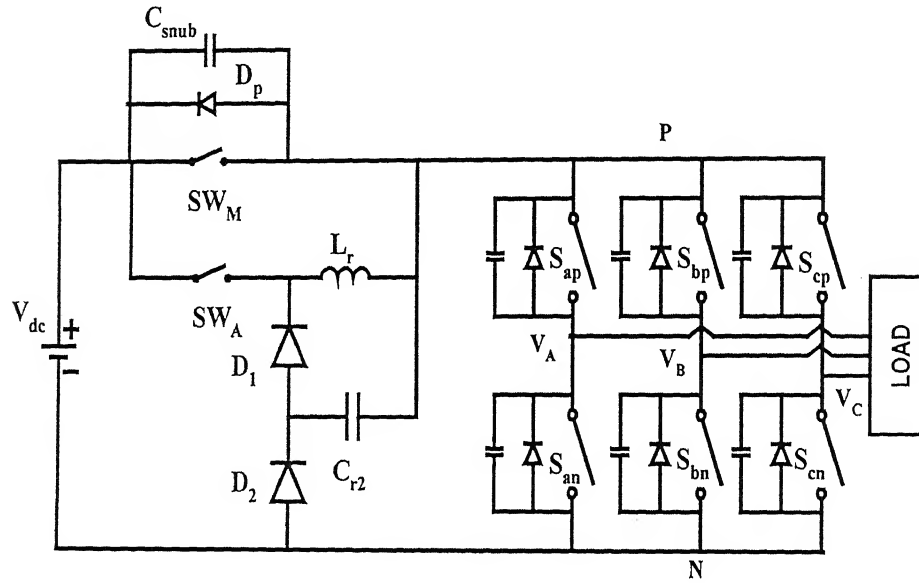 C_snub
D_p
P
SW_M
S_ap
S_bp
S_cp
L_r
V_dc
+
-
SW_A
LOAD
V_A
V_B
D_1
V_C
S_an
S_bn
S_cn
D_2
C_r2
N